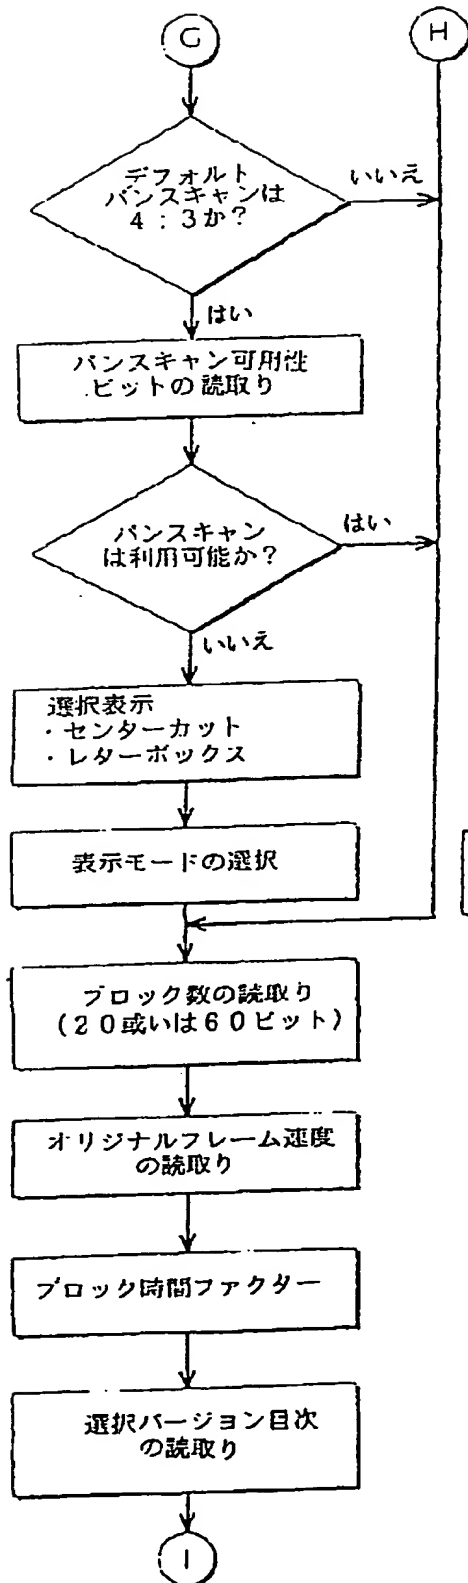 G
H
デフォルト
パンスキャンは
4:3か?
いいえ
はい
パンスキャン可用性
ビットの読取り
パンスキャン
は利用可能か?
はい
いいえ
選択表示
・センターカット
・レターボックス
表示モードの選択
ブロック数の読取り
(20或いは60ビット)
オリジナルフレーム速度
の読取り
ブロック時間ファクター
選択バージョン目次
の読取り
I